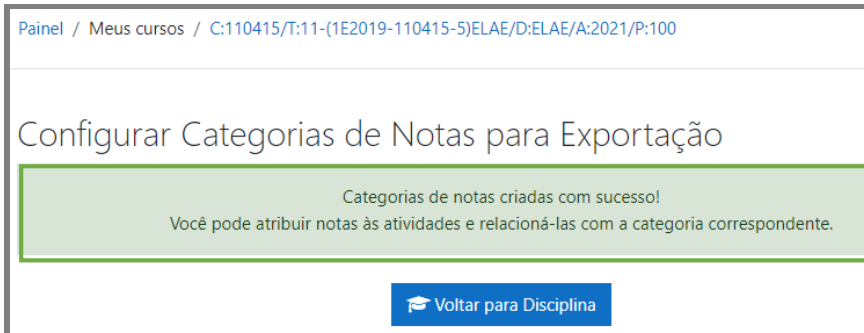 Painel / Meus cursos / C:110415/T:11-(1E2019-110415-5)ELAE/D:ELAE/A:2021/P:100
Configurar Categorias de Notas para Exportação
Categorias de notas criadas com sucesso!
Você pode atribuir notas às atividades e relacioná-las com a categoria correspondente.
Voltar para Disciplina